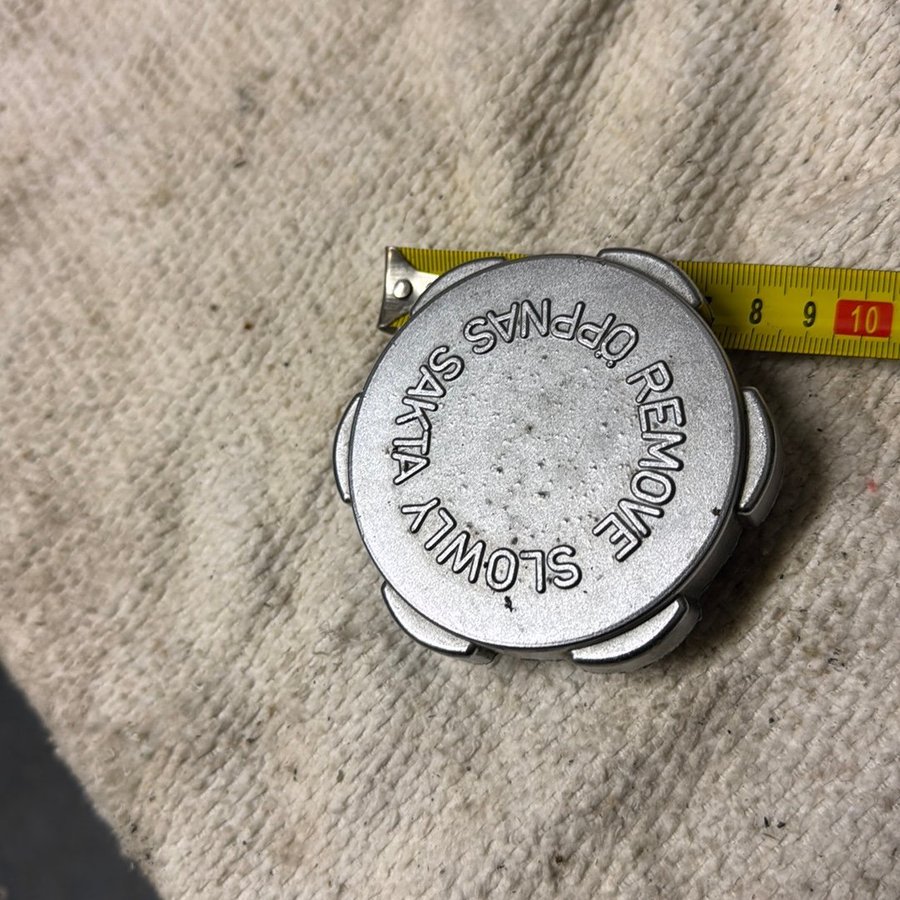 REMOVE SLOWLY
ÖPPNAS SAKTA
8 9 10